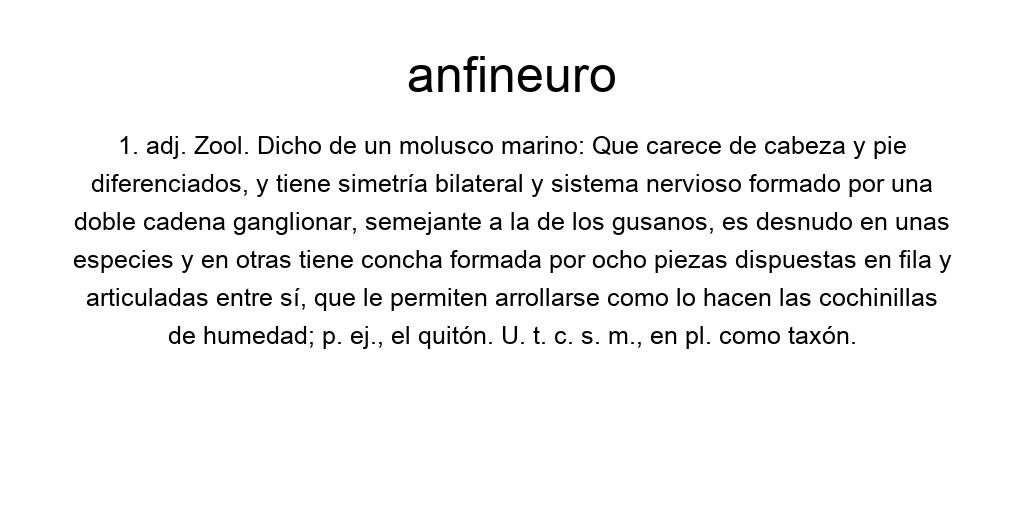 anfineuro
1. adj. Zool. Dicho de un molusco marino: Que carece de cabeza y pie
diferenciados, y tiene simetría bilateral y sistema nervioso formado por una
doble cadena ganglionar, semejante a la de los gusanos, es desnudo en unas
especies y en otras tiene concha formada por ocho piezas dispuestas en fila y
articuladas entre sí, que le permiten arrollarse como lo hacen las cochinillas
de humedad; p. ej., el quitón. U. t. c. s. m., en pl. como taxón.